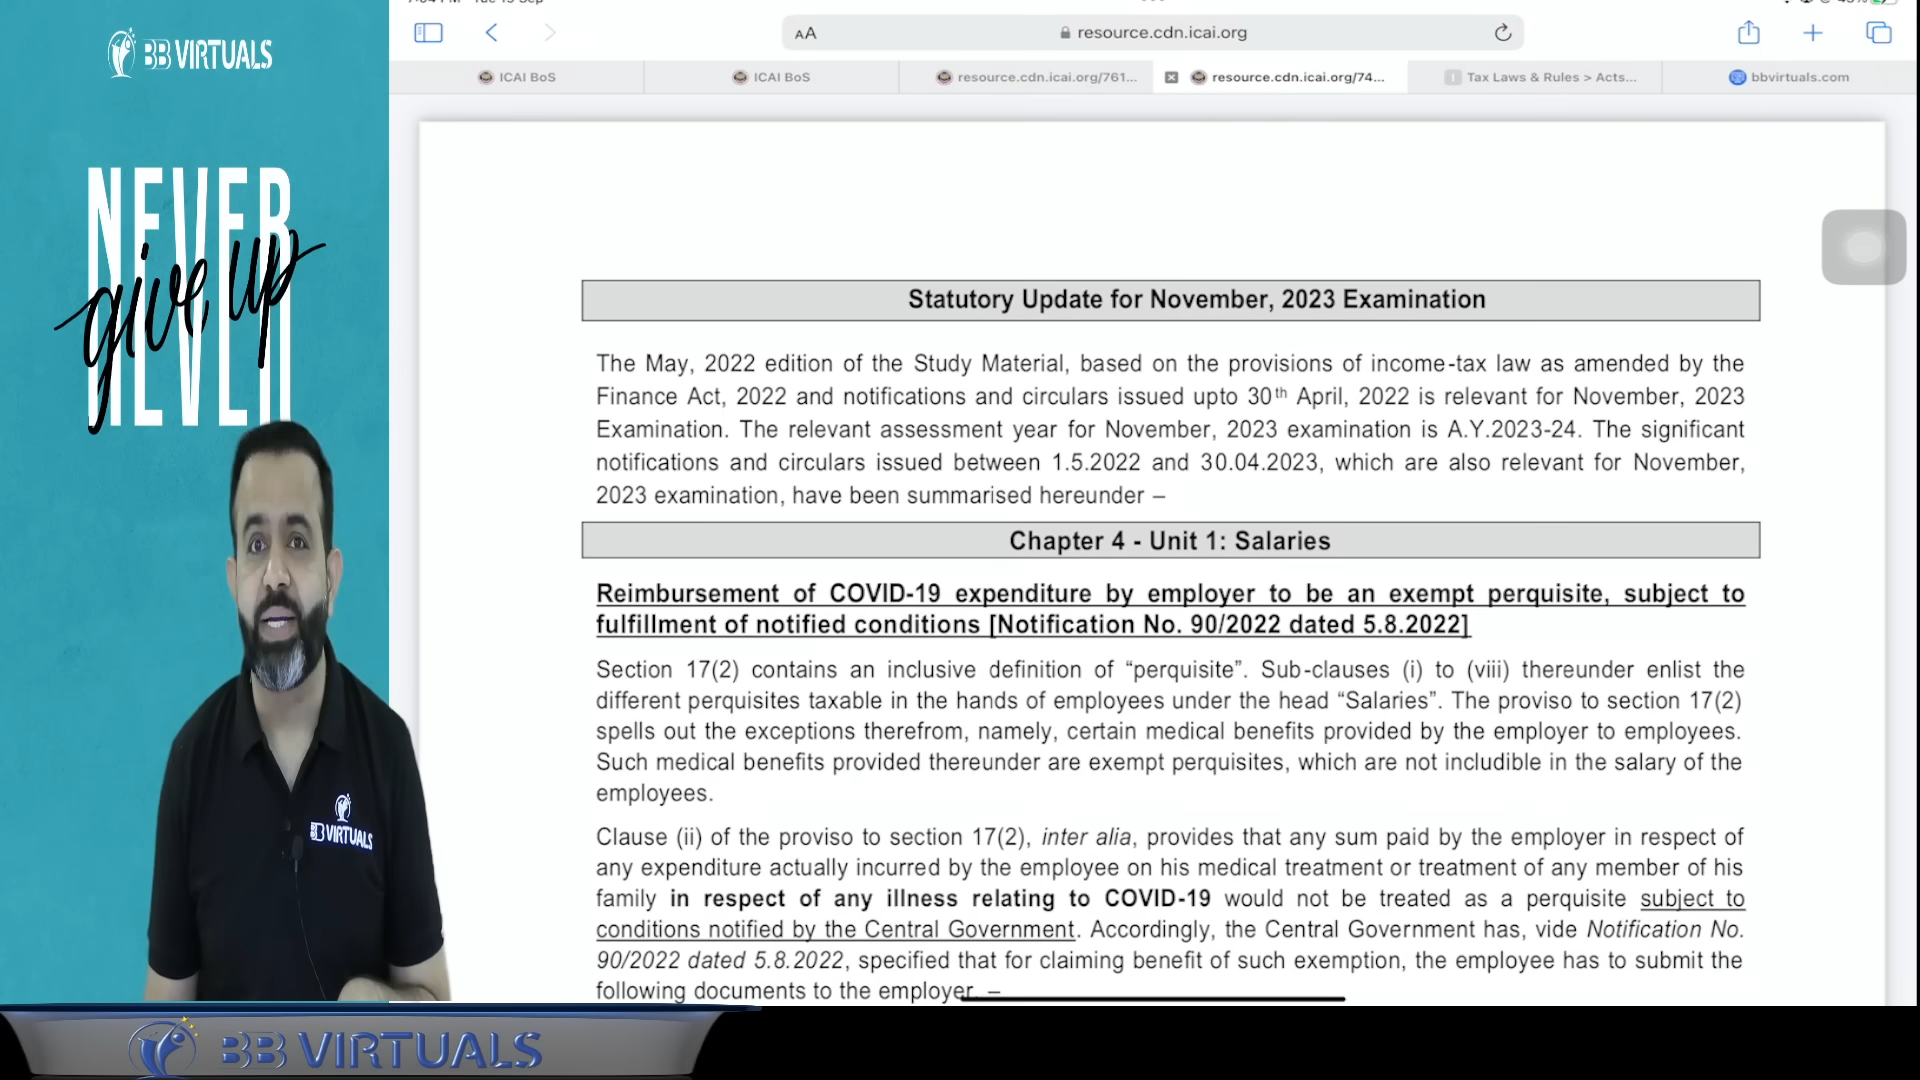 Tue 19 Sep
BB VIRTUALS
AA
resource.cdn.icai.org
ICAI BoS
ICAI BoS
resource.cdn.icai.org/761...
resource.cdn.icai.org/74...
Tax Laws & Rules > Acts...
bbvirtuals.com
NEVER
give up
NEVER
Statutory Update for November, 2023 Examination
The May, 2022 edition of the Study Material, based on the provisions of income-tax law as amended by the
Finance Act, 2022 and notifications and circulars issued upto 30th April, 2022 is relevant for November, 2023
Examination. The relevant assessment year for November, 2023 examination is A.Y.2023-24. The significant
notifications and circulars issued between 1.5.2022 and 30.04.2023, which are also relevant for November,
2023 examination, have been summarised hereunder –
Chapter 4 - Unit 1: Salaries
Reimbursement of COVID-19 expenditure by employer to be an exempt perquisite, subject to
fulfillment of notified conditions [Notification No. 90/2022 dated 5.8.2022]
Section 17(2) contains an inclusive definition of “perquisite”. Sub-clauses (i) to (viii) thereunder enlist the
different perquisites taxable in the hands of employees under the head “Salaries”. The proviso to section 17(2)
spells out the exceptions therefrom, namely, certain medical benefits provided by the employer to employees.
Such medical benefits provided thereunder are exempt perquisites, which are not includible in the salary of the
employees.
Clause (ii) of the proviso to section 17(2), inter alia, provides that any sum paid by the employer in respect of
any expenditure actually incurred by the employee on his medical treatment or treatment of any member of his
family in respect of any illness relating to COVID-19 would not be treated as a perquisite subject to
conditions notified by the Central Government. Accordingly, the Central Government has, vide Notification No.
90/2022 dated 5.8.2022, specified that for claiming benefit of such exemption, the employee has to submit the
following documents to the employer –
BB VIRTUALS
BB VIRTUALS